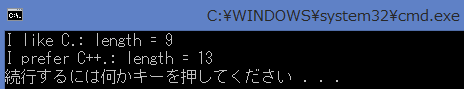 C:¥WINDOWS¥system32¥cmd.exe
I like C.: length = 9
I prefer C++.: length = 13
続行するには何かキーを押してください . . .